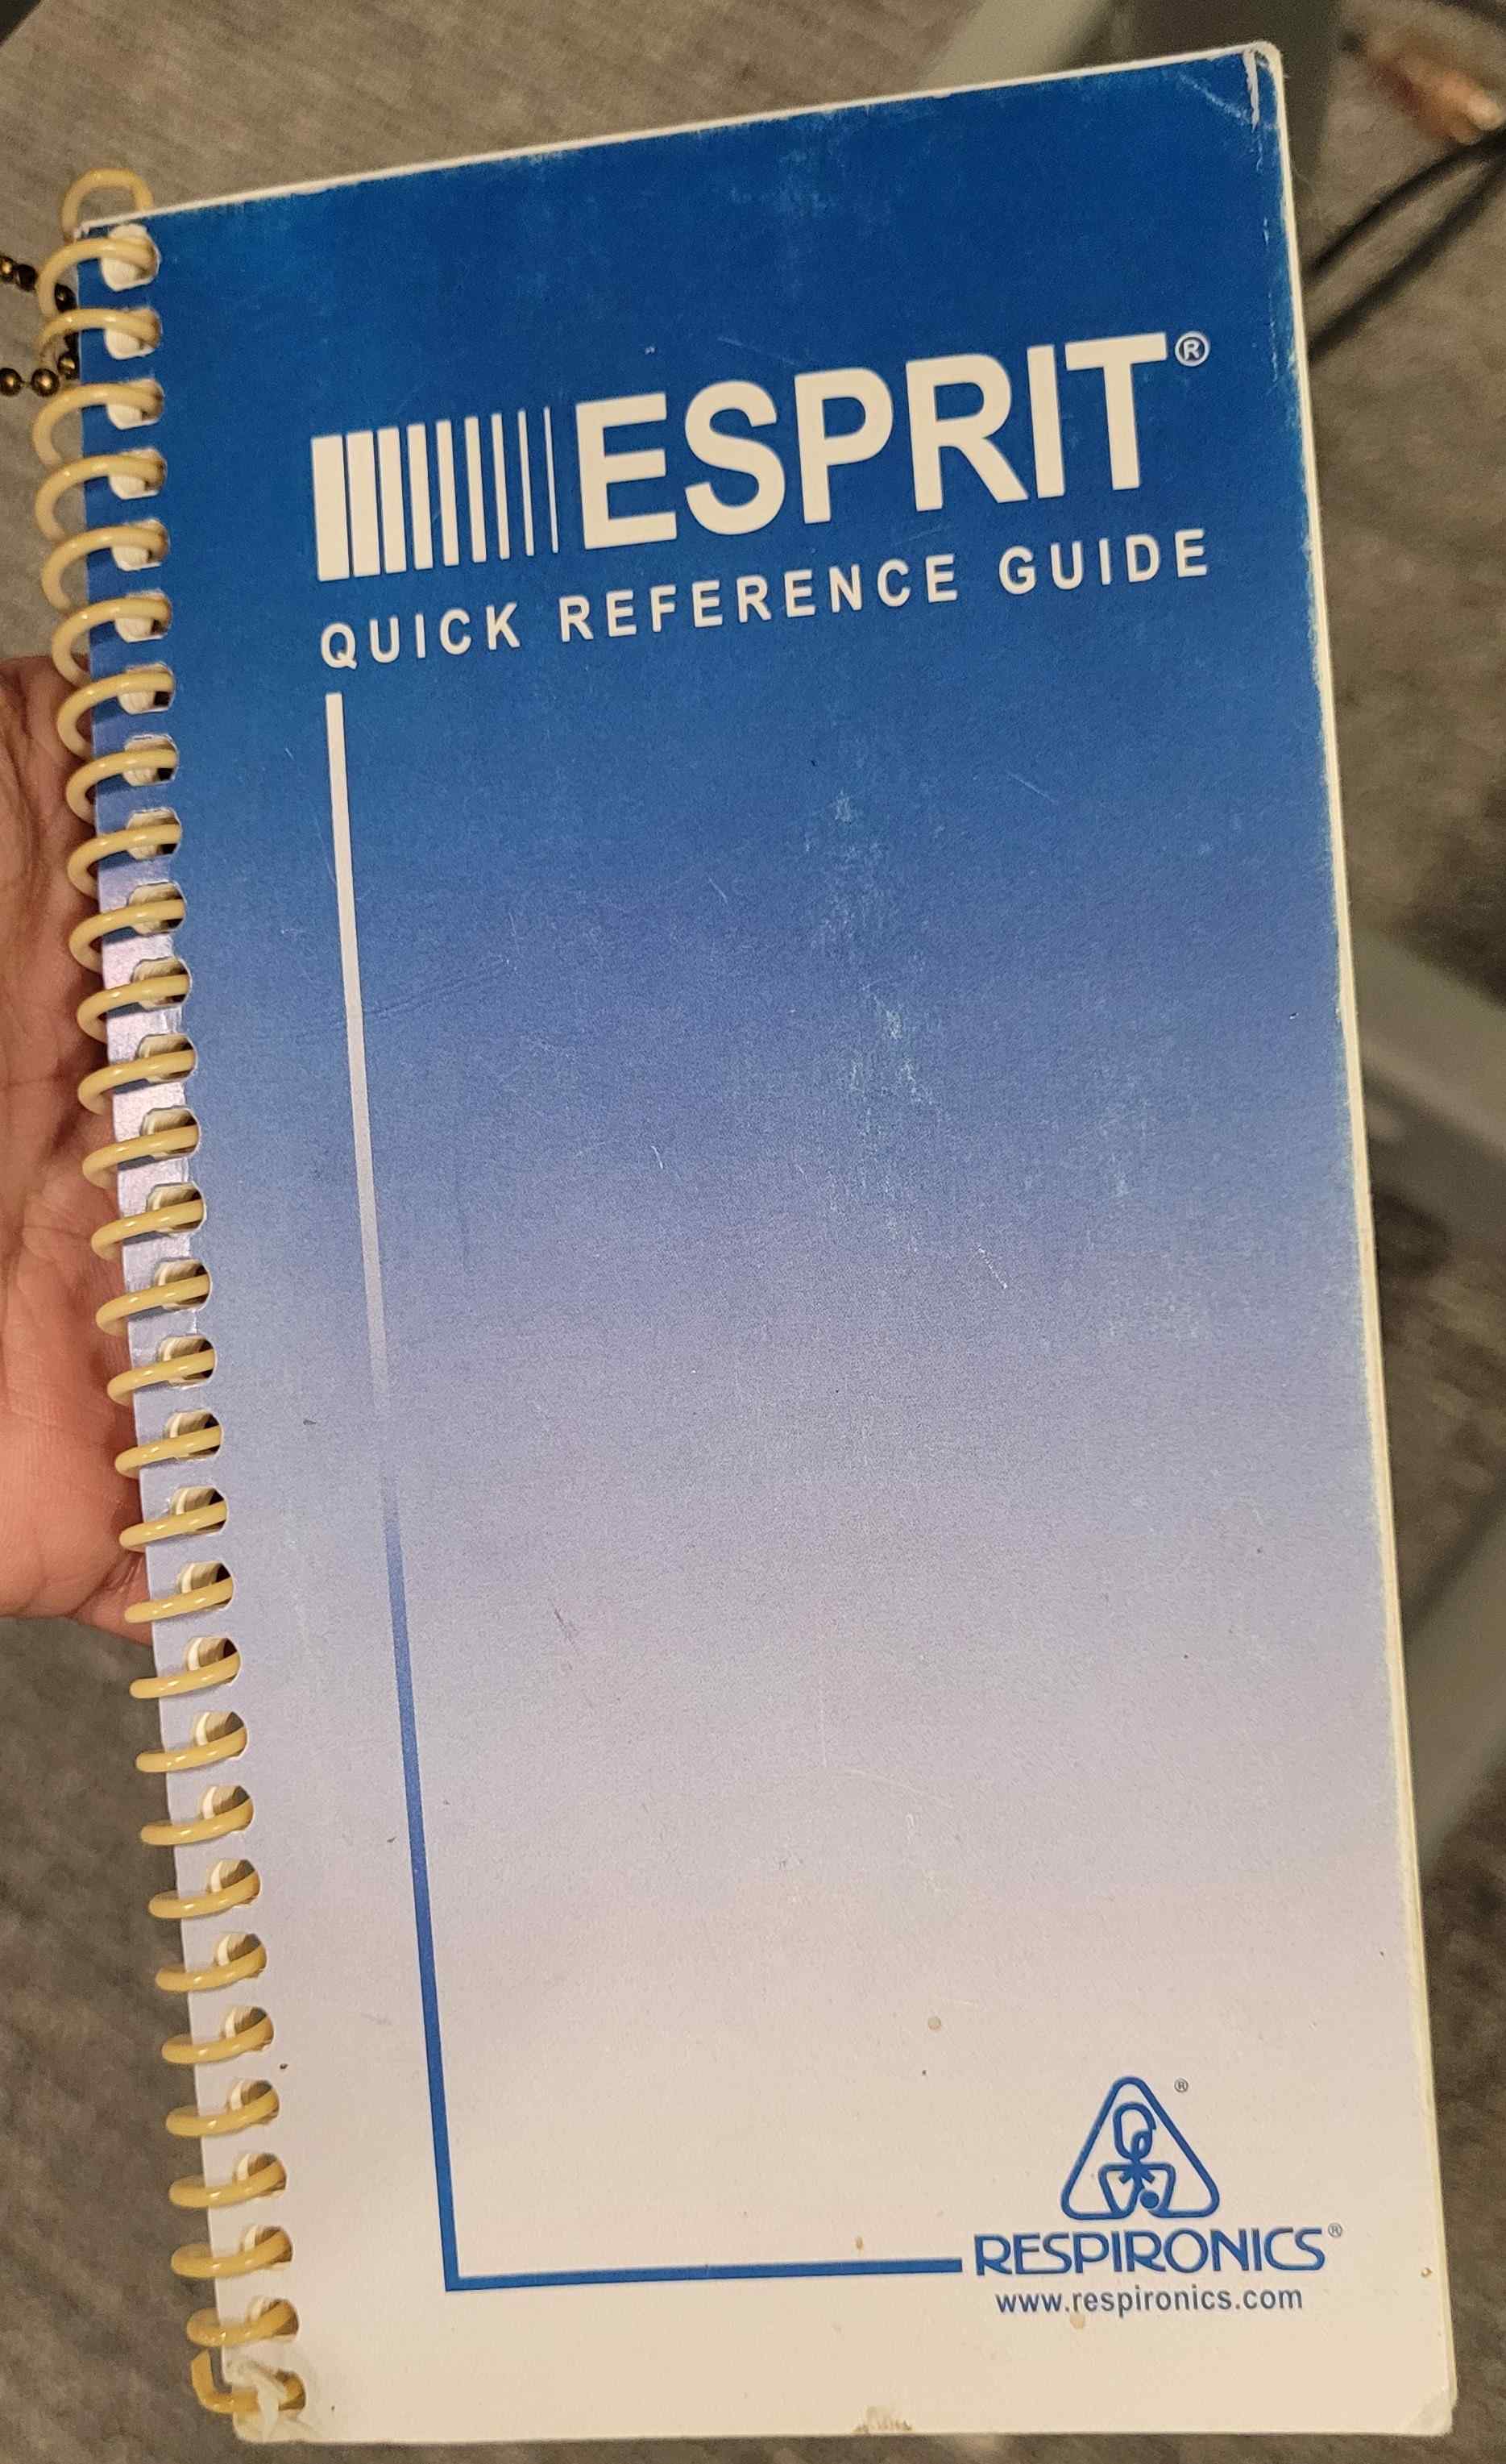 ESPRIT®
QUICK REFERENCE GUIDE
®
RESPIRONICS®
www.respironics.com